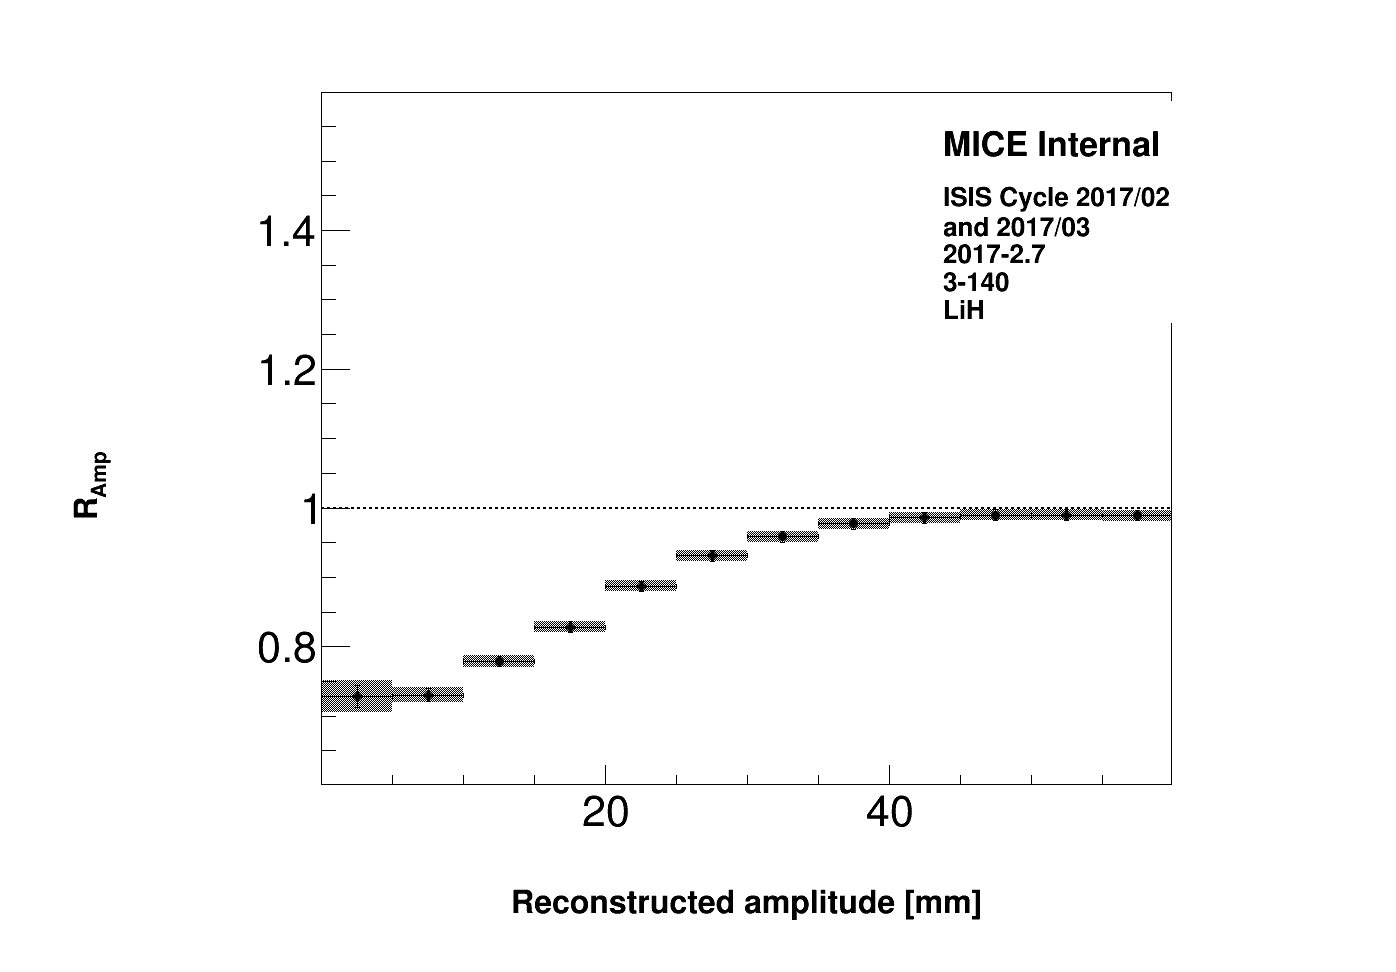 MICE Internal
ISIS Cycle 2017/02
and 2017/03
2017-2.7
3-140
LiH
1.4
1.2
1
0.8
R_Amp
20 40
Reconstructed amplitude [mm]